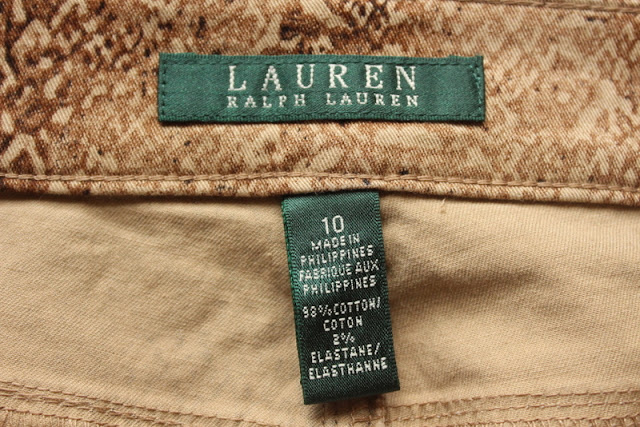 LAUREN
RALPH LAUREN
10
MADE IN
PHILIPPINES
FABRIQUE AUX
PHILIPPINES
98%COTTON/
COTON
2%
ELASTANE/
ELASTHANNE